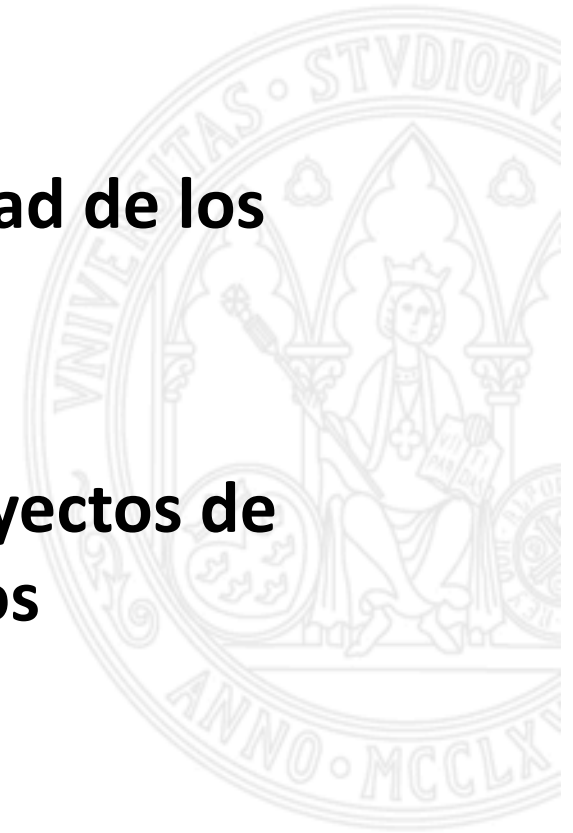 ad de los
yectos de
os
VNIVERSITAS · STVDIORV
ANNO · MCCLX